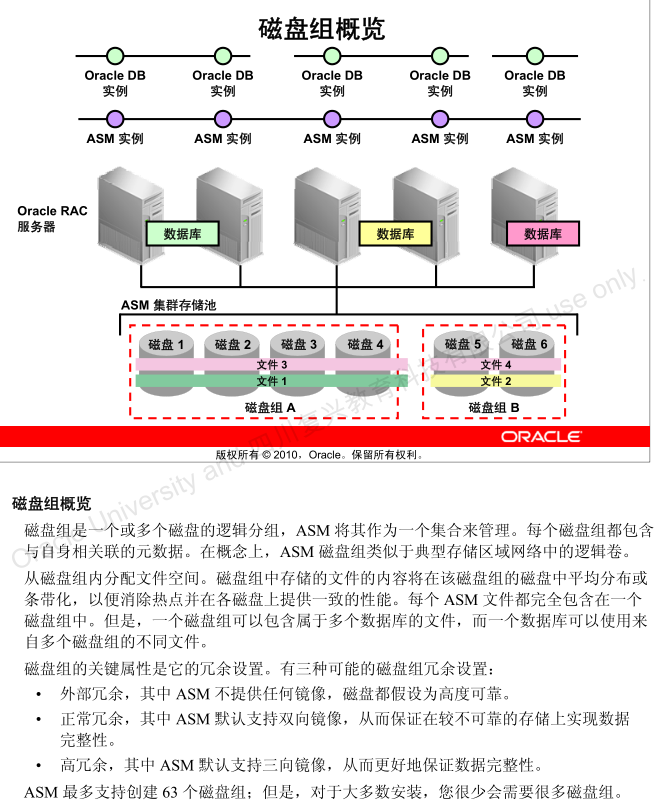 磁盘组概览
Oracle DB 实例
Oracle DB 实例
Oracle DB 实例
Oracle DB 实例
Oracle DB 实例
ASM 实例
ASM 实例
ASM 实例
ASM 实例
ASM 实例
Oracle RAC 服务器
数据库
数据库
数据库
ASM 集群存储池
磁盘 1
磁盘 2
磁盘 3
磁盘 4
磁盘 5
磁盘 6
文件 3
文件 4
文件 1
文件 2
磁盘组 A
磁盘组 B
ORACLE
版权所有 © 2010，Oracle。保留所有权利。
Oracle University and 四川复兴教育科技有限公司 use only.
磁盘组概览
磁盘组是一个或多个磁盘的逻辑分组，ASM 将其作为一个集合来管理。每个磁盘组都包含
与自身相关联的元数据。在概念上，ASM 磁盘组类似于典型存储区域网络中的逻辑卷。
从磁盘组内分配文件空间。磁盘组中存储的文件的内容将在该磁盘组的磁盘中平均分布或
条带化，以便消除热点并在各磁盘上提供一致的性能。每个 ASM 文件都完全包含在一个
磁盘组中。但是，一个磁盘组可以包含属于多个数据库的文件，而一个数据库可以使用来
自多个磁盘组的不同文件。
磁盘组的关键属性是它的冗余设置。有三种可能的磁盘组冗余设置：
• 外部冗余，其中 ASM 不提供任何镜像，磁盘都假设为高度可靠。
• 正常冗余，其中 ASM 默认支持双向镜像，从而保证在较不可靠的存储上实现数据
完整性。
• 高冗余，其中 ASM 默认支持三向镜像，从而更好地保证数据完整性。
ASM 最多支持创建 63 个磁盘组；但是，对于大多数安装，您很少会需要很多磁盘组。